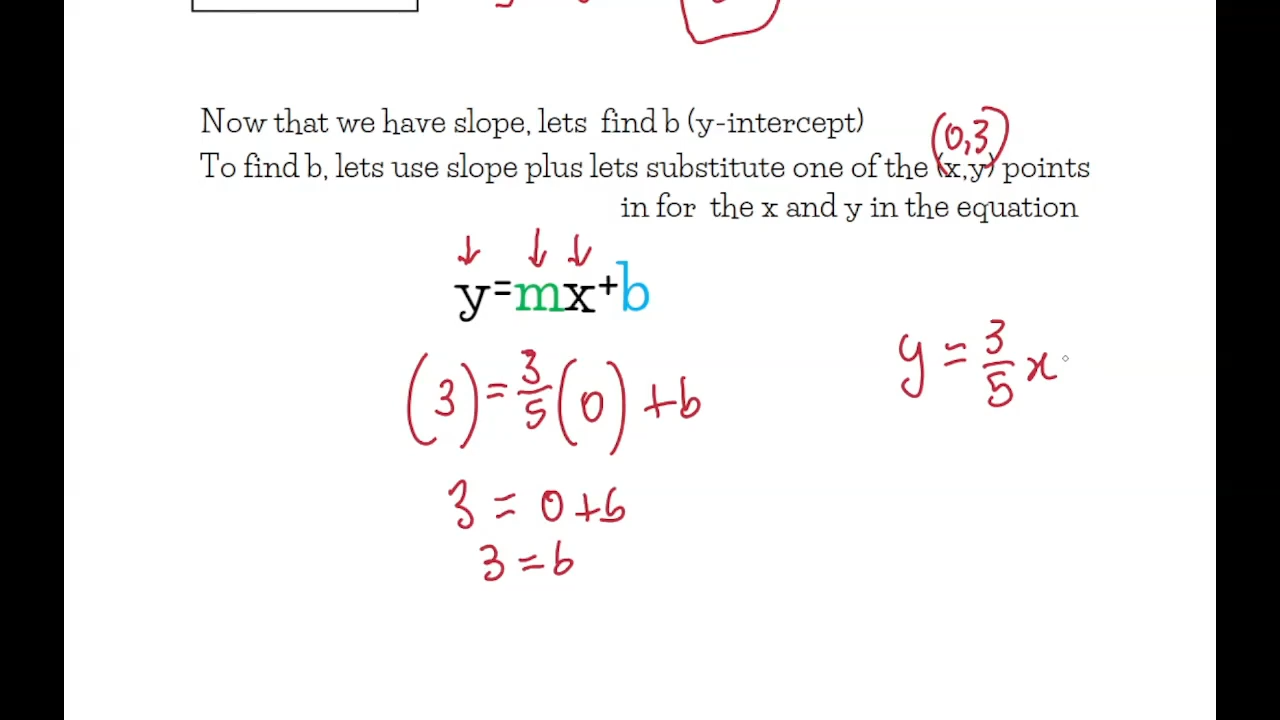 Now that we have slope, lets find b (y-intercept)
(0,3)
To find b, lets use slope plus lets substitute one of the (x,y) points
in for the x and y in the equation
y=mx+b
(3) = 3/5 (0) + b
y = 3/5 x
3 = 0 + b
3 = b